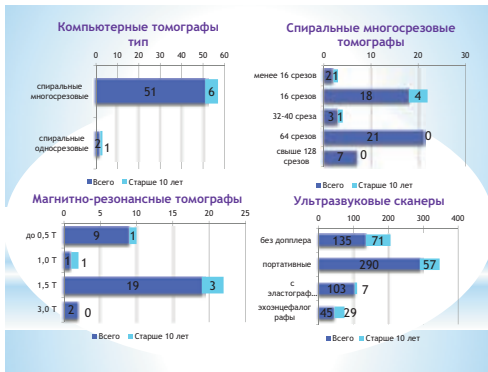 Компьютерные томографы
тип
0 10 20 30 40 50 60
спиральные
многосрезовые
51 6
спиральные
односрезовые
2 1
Всего Старше 10 лет
Спиральные многосрезовые
томографы
0 10 20 30
менее 16 срезов
2 1
16 срезов
18 4
32-40 среза
3 1
64 срезов
21 0
свыше 128
срезов
7 0
Всего Старше 10 лет
Магнитно-резонансные томографы
0 5 10 15 20 25
до 0,5 Т
9 1
1,0 Т
1 1
1,5 Т
19 3
3,0 Т
2 0
Всего Старше 10 лет
Ультразвуковые сканеры
0 100 200 300 400
без допплера
135 71
портативные
290 57
с
эластограф…
103 7
эхоэнцефалог
рафы
45 29
Всего Старше 10 лет